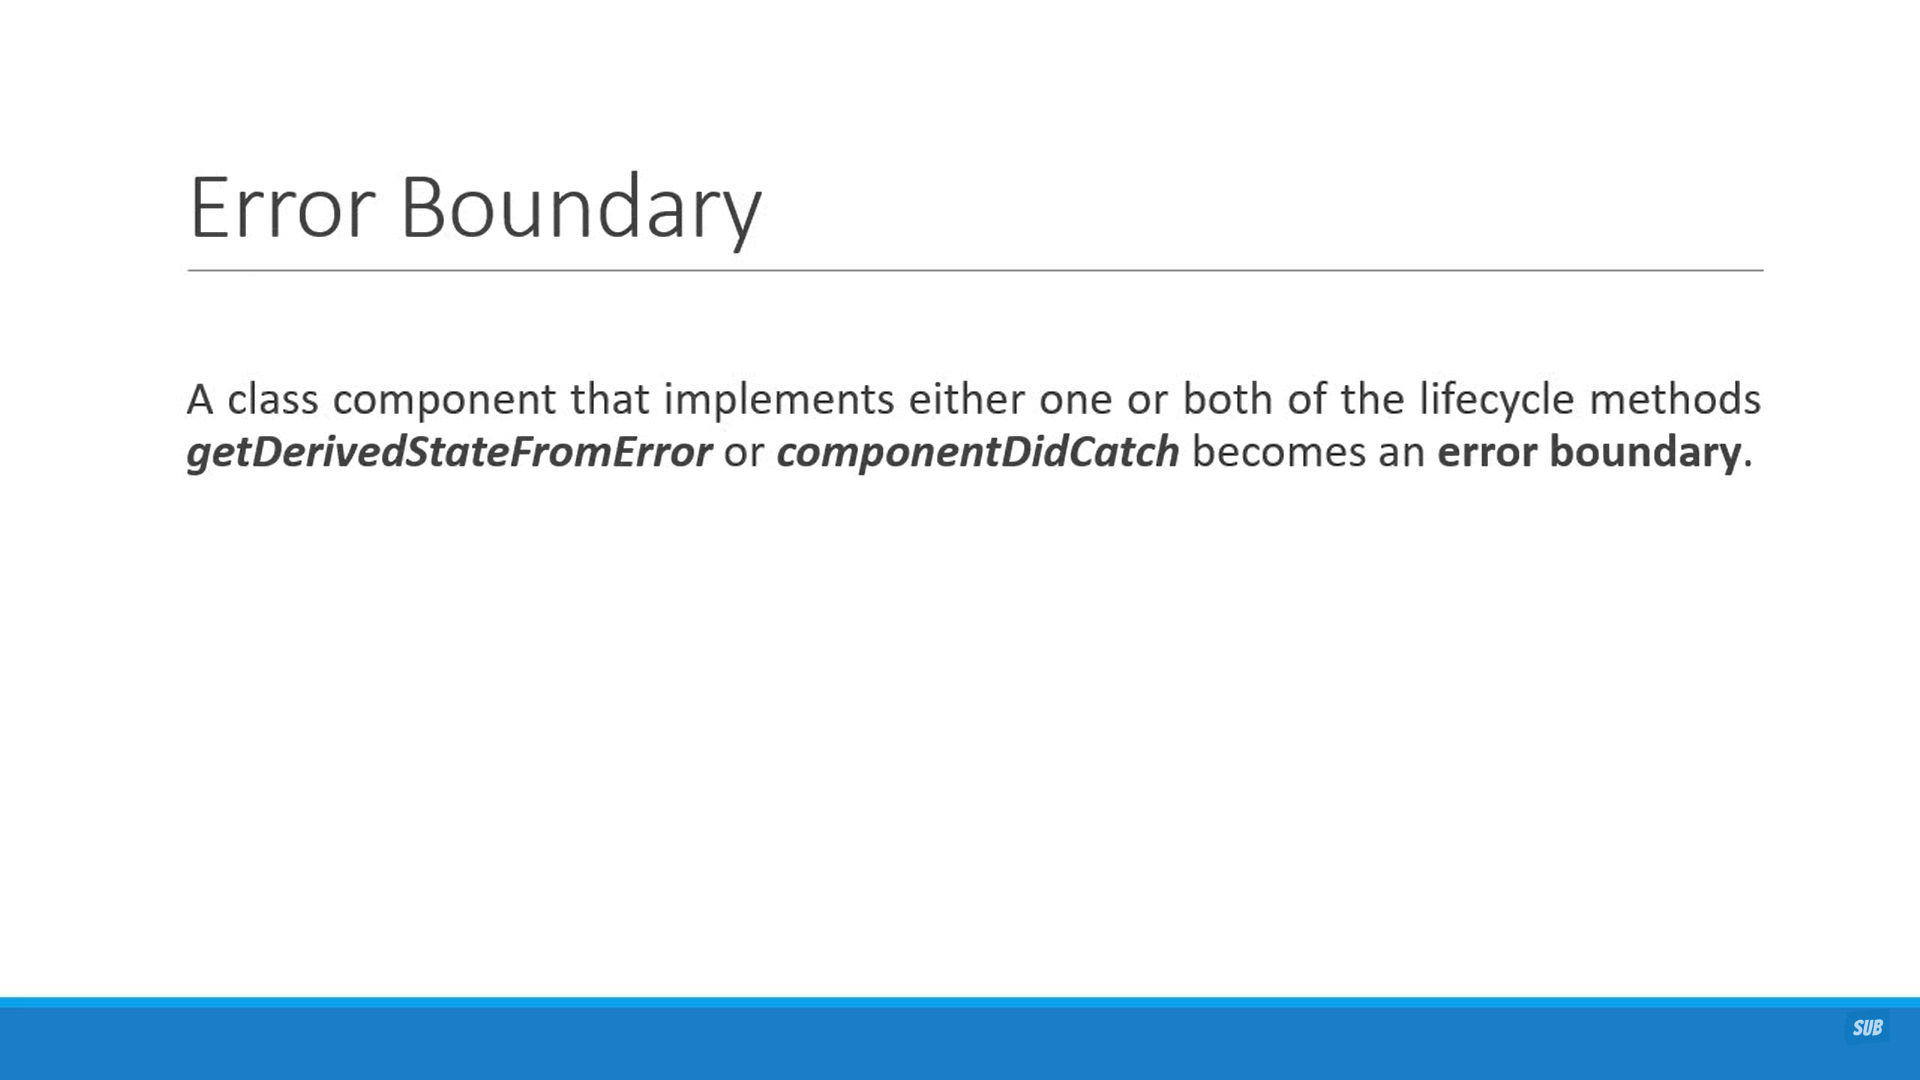 Error Boundary
A class component that implements either one or both of the lifecycle methods
getDerivedStateFromError or componentDidCatch becomes an error boundary.
SUB